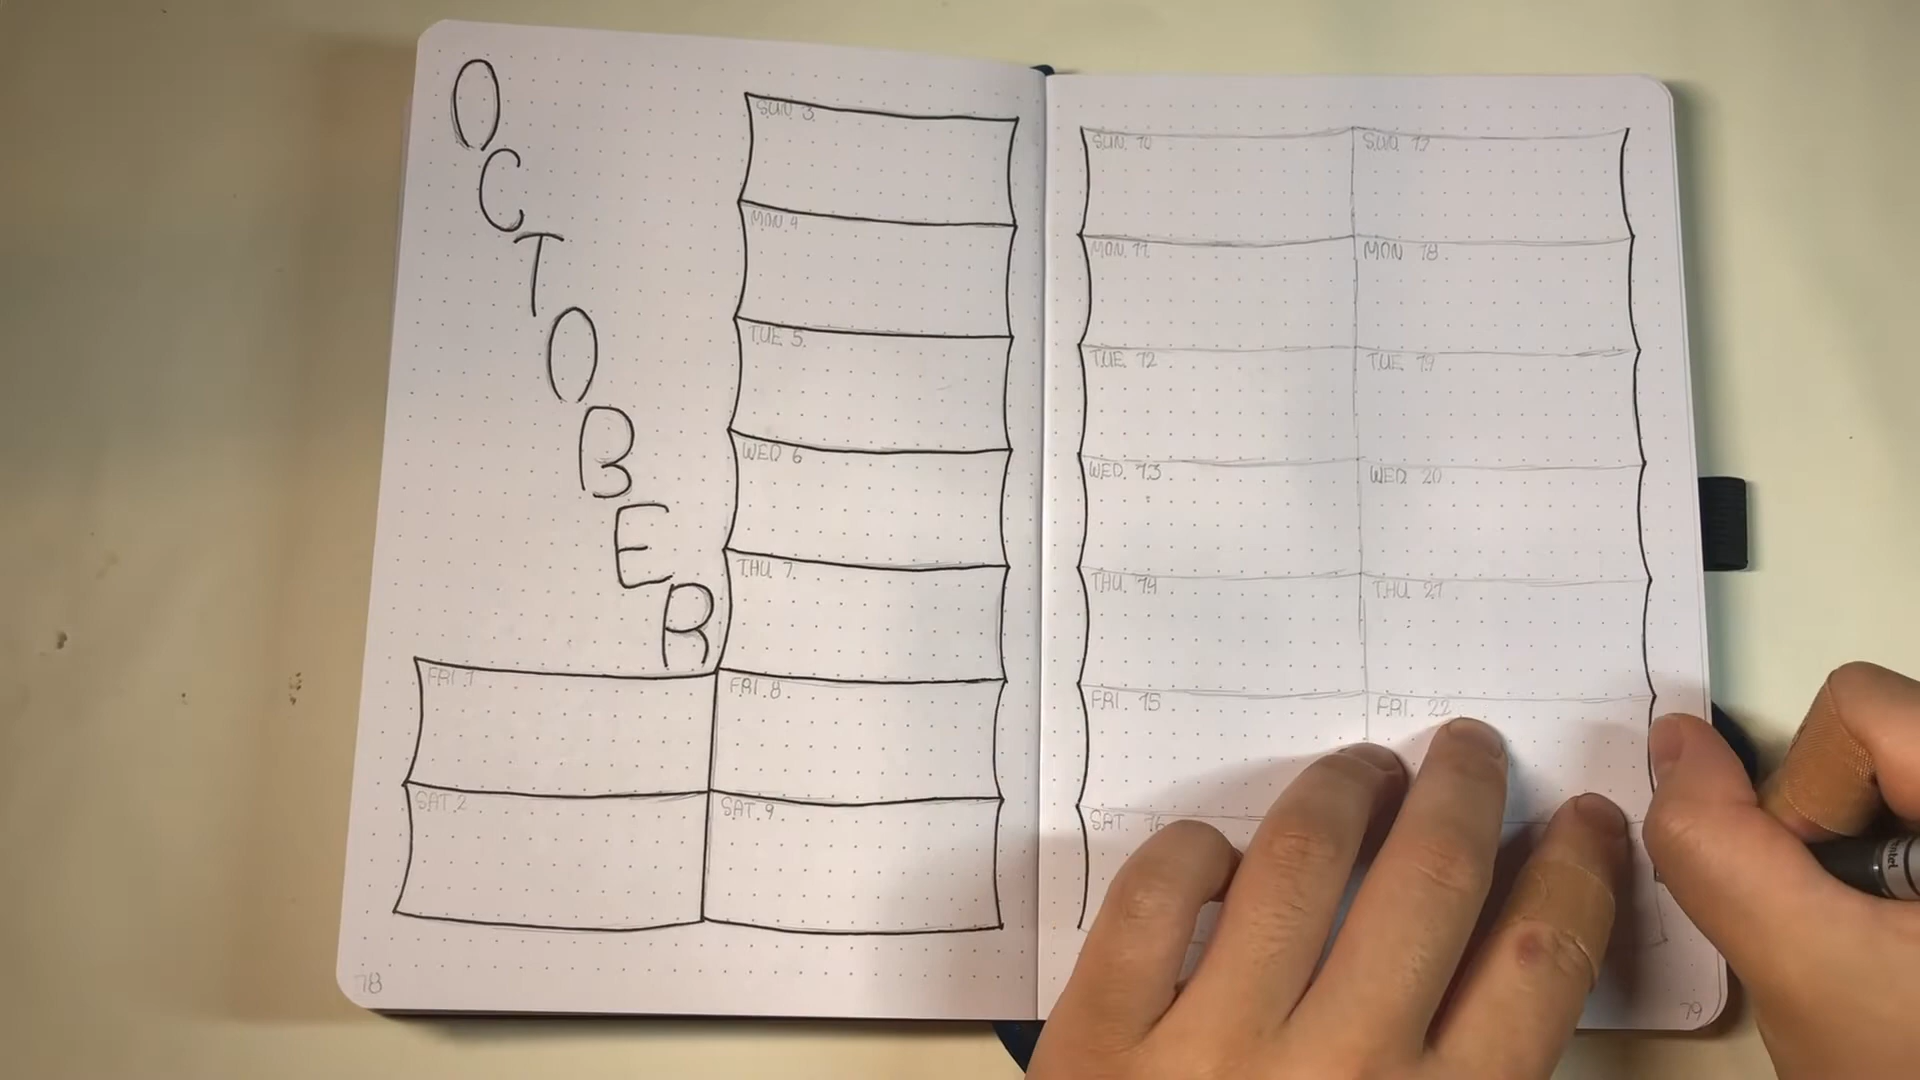 OCTOBER
SUN. 3.
MON. 4
TUE. 5.
WED. 6
THU. 7.
FRI. 1
SAT. 2
FRI. 8.
SAT. 9.
SUN. 10
MON. 11.
TUE. 12
WED. 13
THU. 14
FRI. 15
SAT. 16
SUN. 17
MON 18
TUE. 19
WED. 20
THU. 21
FRI. 22
78
79